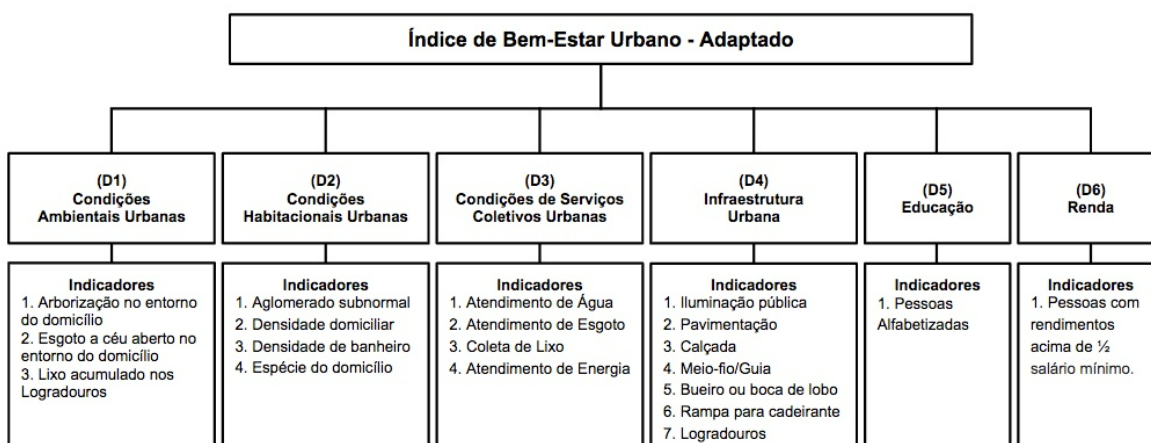 Índice de Bem-Estar Urbano - Adaptado
(D1)
Condições
Ambientais Urbanas
(D2)
Condições
Habitacionais Urbanas
(D3)
Condições de Serviços
Coletivos Urbanas
(D4)
Infraestrutura
Urbana
(D5)
Educação
(D6)
Renda
Indicadores
1. Arborização no entorno
do domicílio
2. Esgoto a céu aberto no
entorno do domicílio
3. Lixo acumulado nos
Logradouros
Indicadores
1. Aglomerado subnormal
2. Densidade domiciliar
3. Densidade de banheiro
4. Espécie do domicílio
Indicadores
1. Atendimento de Água
2. Atendimento de Esgoto
3. Coleta de Lixo
4. Atendimento de Energia
Indicadores
1. Iluminação pública
2. Pavimentação
3. Calçada
4. Meio-fio/Guia
5. Bueiro ou boca de lobo
6. Rampa para cadeirante
7. Logradouros
Indicadores
1. Pessoas
Alfabetizadas
Indicadores
1. Pessoas com
rendimentos
acima de ½
salário mínimo.